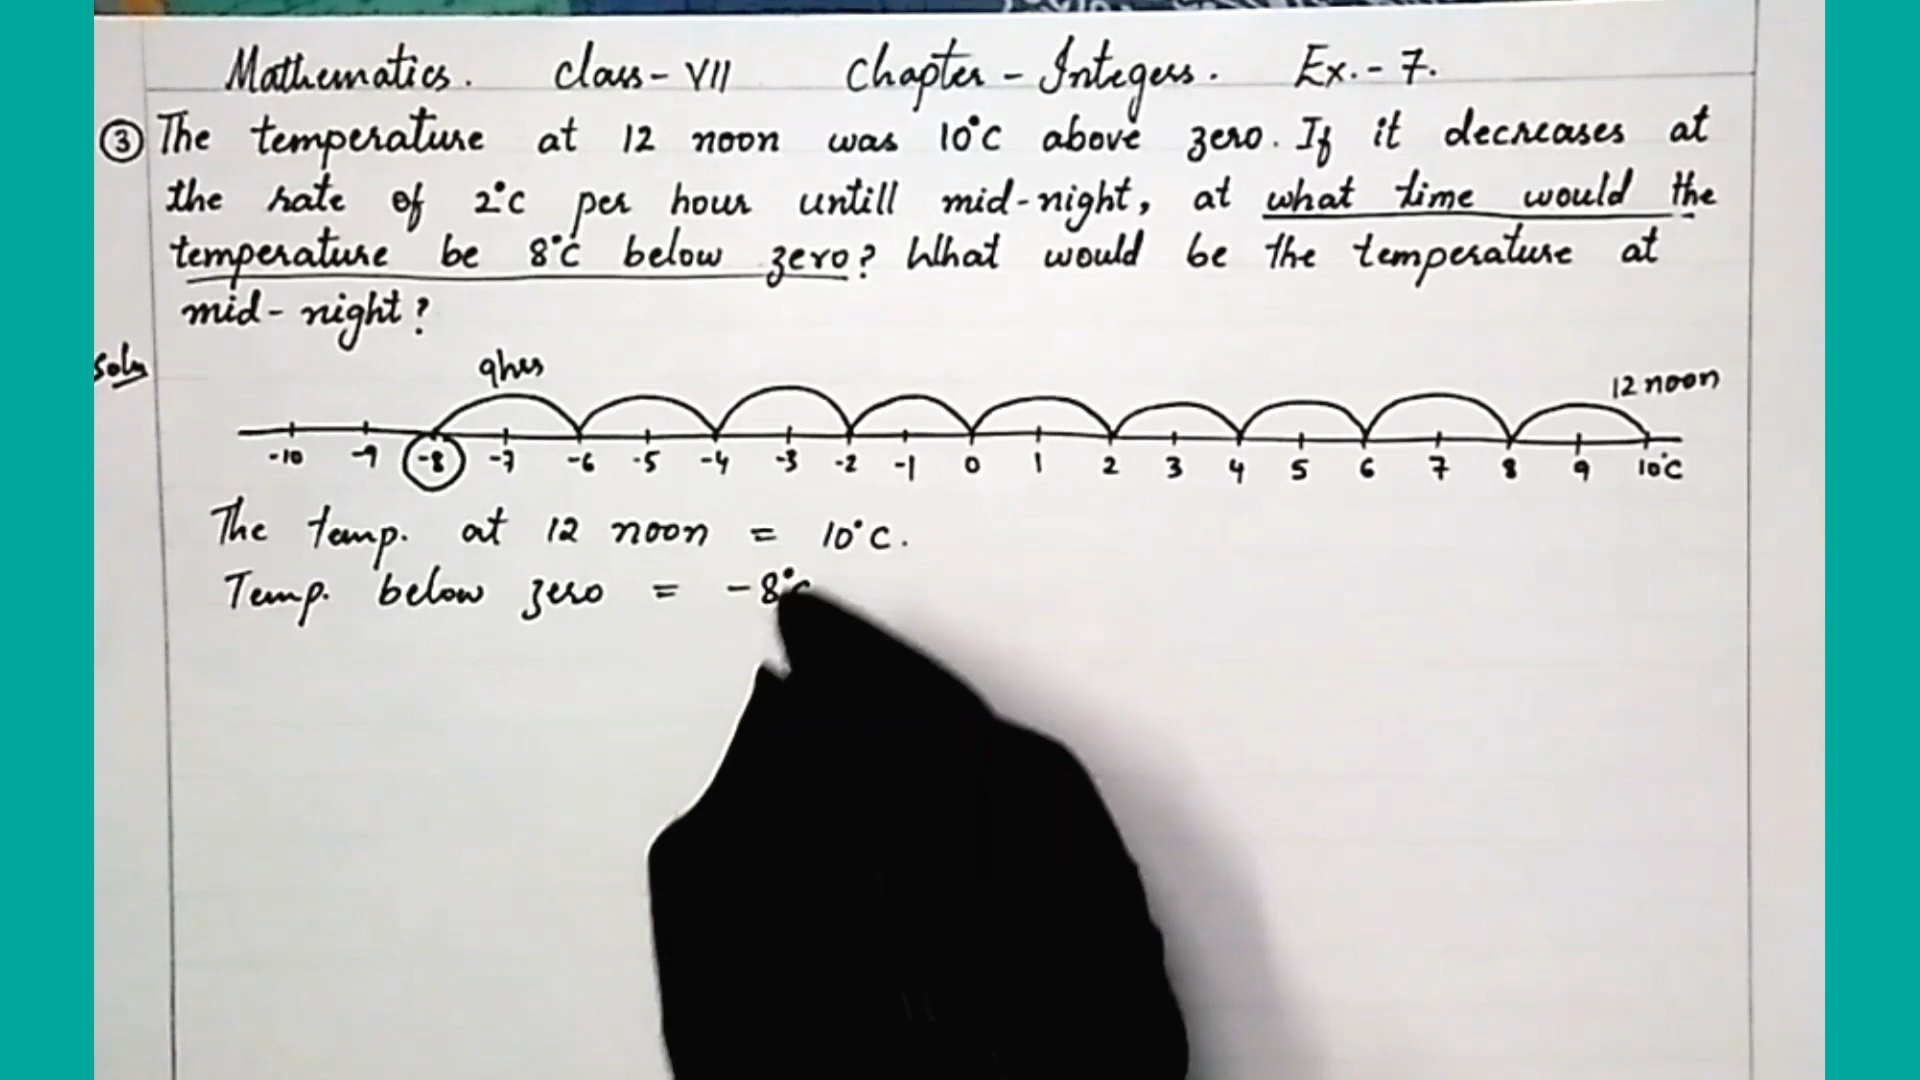 Mathematics. Class - VII Chapter - Integers. Ex. - 7.
③ The temperature at 12 noon was 10°C above zero. If it decreases at
the rate of 2°C per hour untill mid-night, at what time would the
temperature be 8°C below zero? What would be the temperature at
mid-night?
Soln
9hrs
12 noon
-10 -9 -8 -7 -6 -5 -4 -3 -2 -1 0 1 2 3 4 5 6 7 8 9 10°C
The temp. at 12 noon = 10°C.
Temp. below zero = -8°C